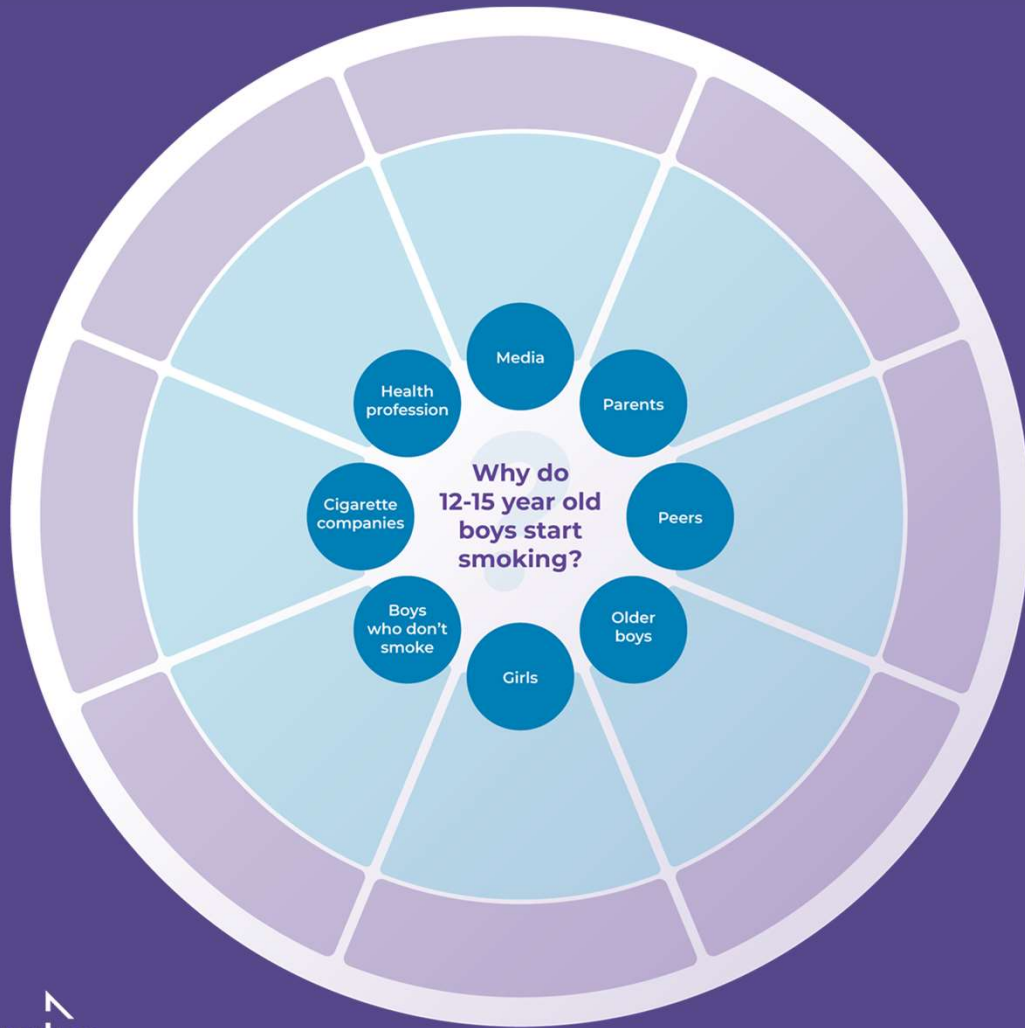 Media
Parents
Peers
Older
boys
Girls
Boys
who don't
smoke
Cigarette
companies
Health
profession
Why do
12-15 year old
boys start
smoking?